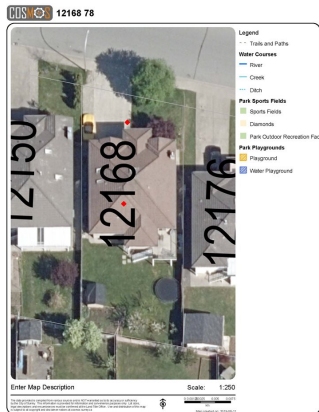 COSMOS 12168 78
Legend
Trails and Paths
Water Courses
River
Creek
Ditch
Park Sports Fields
Sports Fields
Diamonds
Park Outdoor Recreation Fac
Park Playgrounds
Playground
Water Playground
12150
12168
12176
Enter Map Description
Scale: 1:250